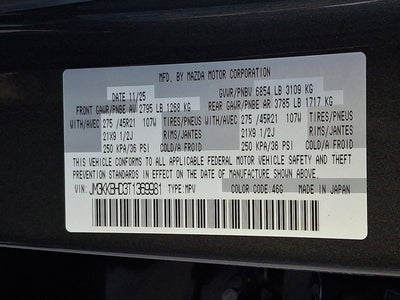 MFD. BY MAZDA MOTOR CORPORATION
DATE 11/25 GVWR/PNBV 6854 LB 3109 KG
FRONT GAWR/PNBE AV 2795 LB 1268 KG REAR GAWR/PNBE AR 3785 LB 1717 KG
WITH/AVEC 275 /45R21 107W TIRES/PNEUS WITH/AVEC 275 /45R21 107W TIRES/PNEUS
21X9 1/2J RIMS/JANTES 21X9 1/2J RIMS/JANTES
250 KPA/36 PSI COLD/A FROID 250 KPA/36 PSI COLD/A FROID
THIS VEHICLE CONFORMS TO ALL APPLICABLE FEDERAL MOTOR VEHICLE SAFETY AND THEFT
PREVENTION STANDARDS IN EFFECT ON THE DATE OF MANUFACTURE SHOWN ABOVE.
VIN: JM3KKBHD3T1369981 TYPE:MPV COLOR CODE:46G MADE IN JAPAN